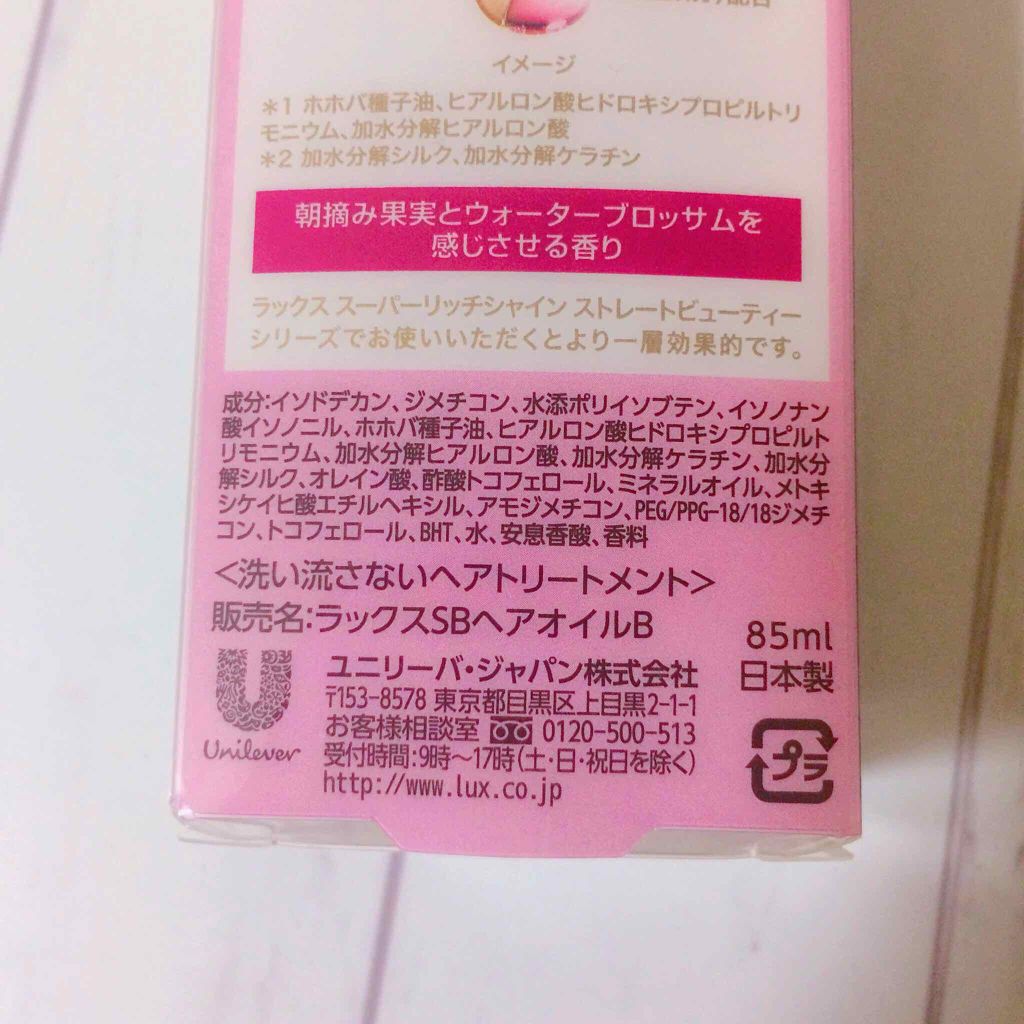 配合
イメージ
*1 ホホバ種子油、ヒアルロン酸ヒドロキシプロピルトリ
モニウム、加水分解ヒアルロン酸
*2 加水分解シルク、加水分解ケラチン
朝摘み果実とウォーターブロッサムを
感じさせる香り
ラックス スーパーリッチシャイン ストレートビューティー
シリーズでお使いいただくとより一層効果的です。
成分:イソドデカン、ジメチコン、水添ポリイソブテン、イソノナン
酸イソノニル、ホホバ種子油、ヒアルロン酸ヒドロキシプロピルト
リモニウム、加水分解ヒアルロン酸、加水分解ケラチン、加水分
解シルク、オレイン酸、酢酸トコフェロール、ミネラルオイル、メトキ
シケイヒ酸エチルヘキシル、アモジメチコン、PEG/PPG-18/18ジメチ
コン、トコフェロール、BHT、水、安息香酸、香料
<洗い流さないヘアトリートメント>
販売名:ラックスSBヘアオイルB
85ml
日本製
ユニリーバ・ジャパン株式会社
〒153-8578 東京都目黒区上目黒2-1-1
お客様相談室 0120-500-513
受付時間:9時〜17時(土・日・祝日を除く)
http://www.lux.co.jp
Unilever
プラ